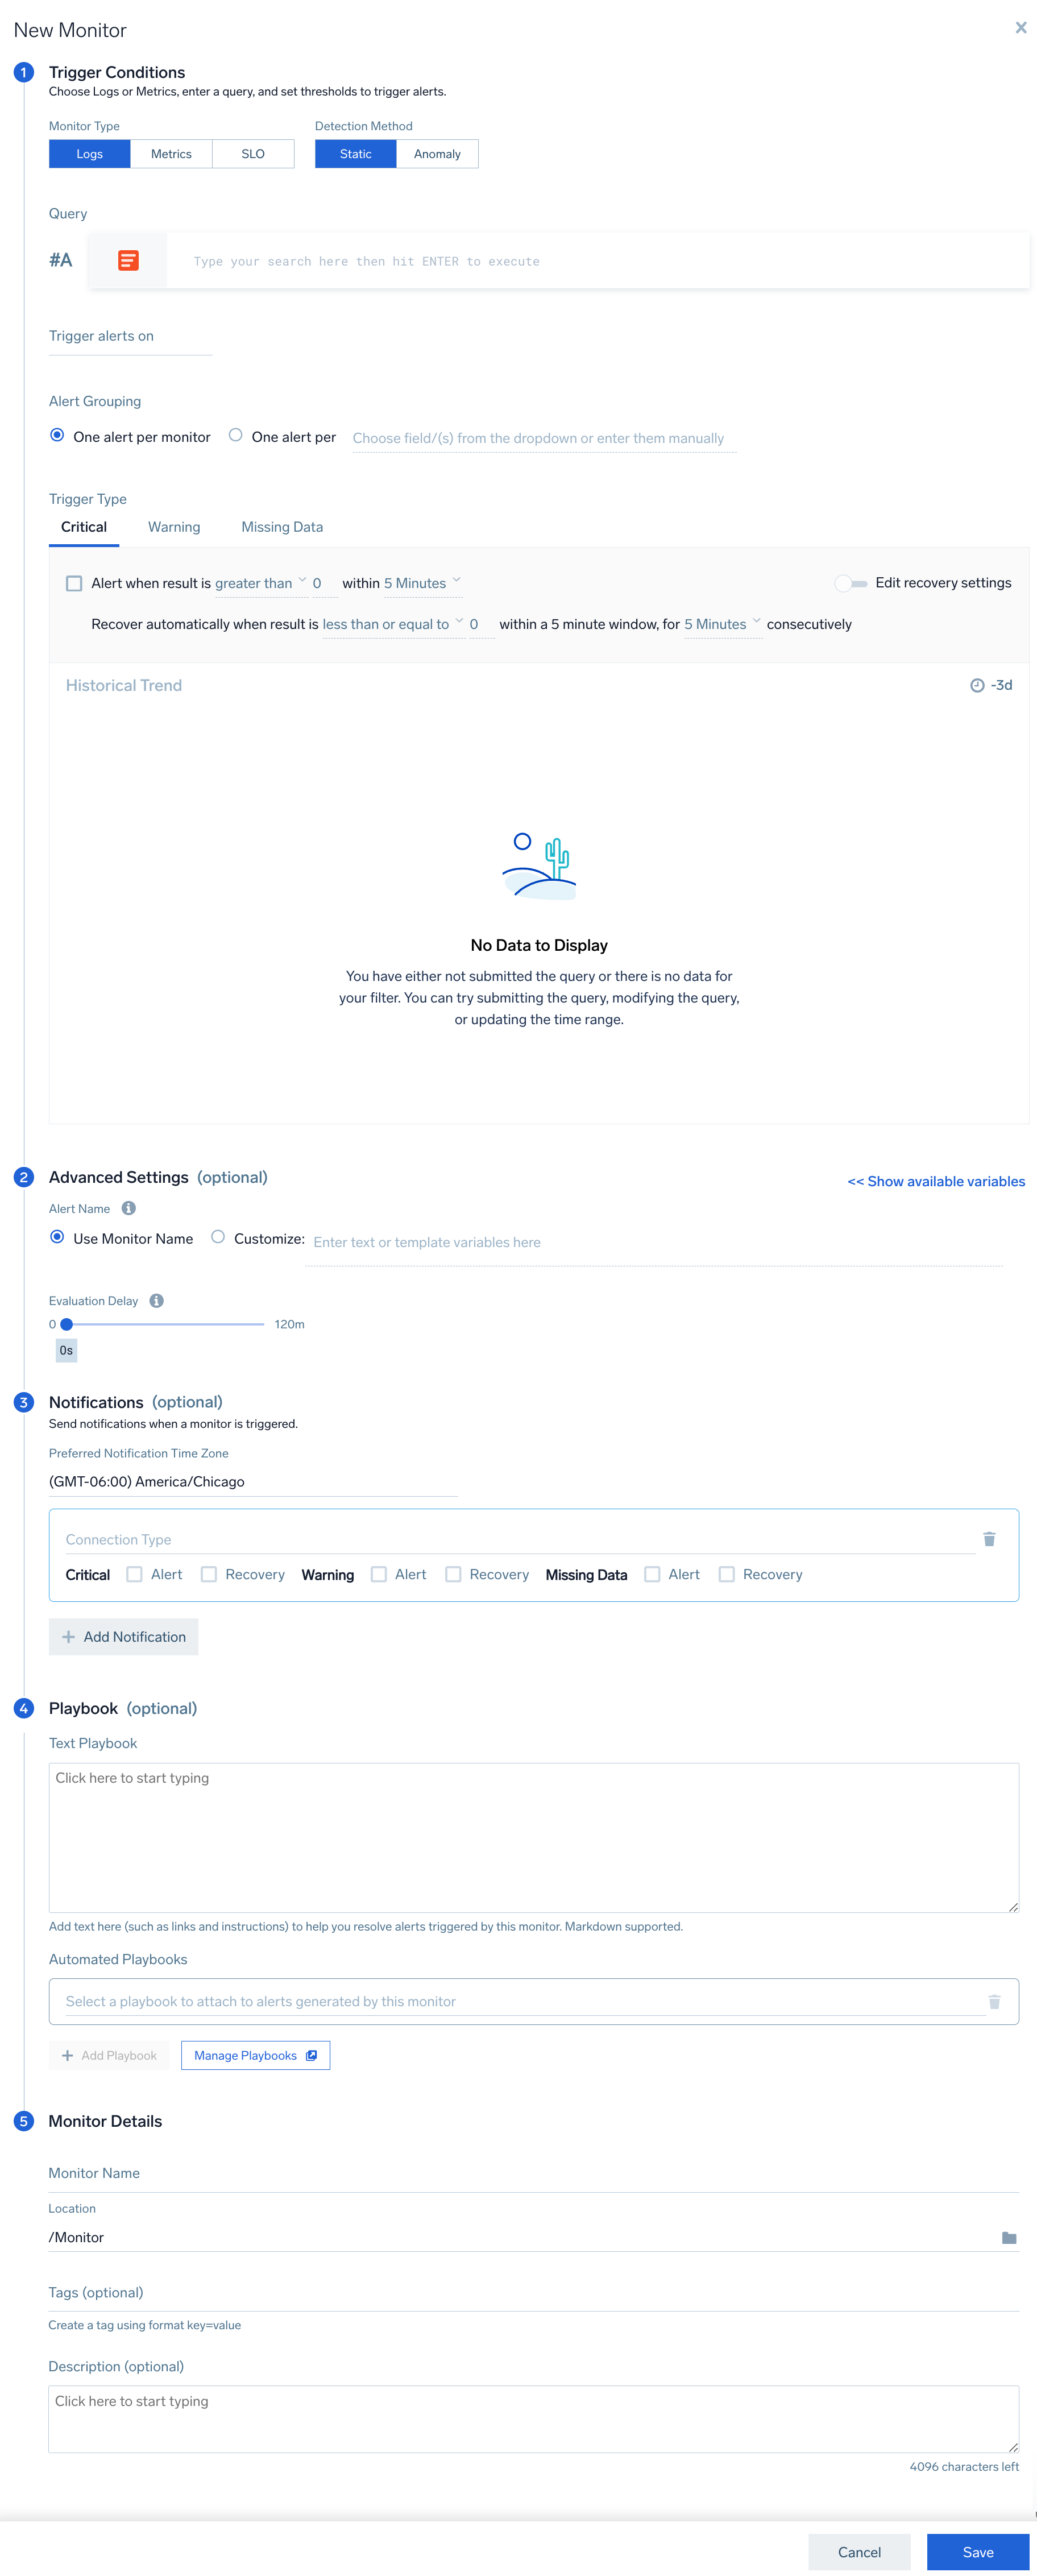 New Monitor
1 Trigger Conditions
Choose Logs or Metrics, enter a query, and set thresholds to trigger alerts.
Monitor Type Detection Method
Logs Metrics SLO Static Anomaly
Query
#A Type your search here then hit ENTER to execute
Trigger alerts on
Alert Grouping
One alert per monitor One alert per Choose field/(s) from the dropdown or enter them manually
Trigger Type
Critical Warning Missing Data
Alert when result is greater than 0 within 5 Minutes Edit recovery settings
Recover automatically when result is less than or equal to 0 within a 5 minute window, for 5 Minutes consecutively
Historical Trend -3d
No Data to Display
You have either not submitted the query or there is no data for
your filter. You can try submitting the query, modifying the query,
or updating the time range.
2 Advanced Settings (optional) << Show available variables
Alert Name
Use Monitor Name Customize: Enter text or template variables here
Evaluation Delay
0 120m
0s
3 Notifications (optional)
Send notifications when a monitor is triggered.
Preferred Notification Time Zone
(GMT-06:00) America/Chicago
Connection Type
Critical Alert Recovery Warning Alert Recovery Missing Data Alert Recovery
+ Add Notification
4 Playbook (optional)
Text Playbook
Click here to start typing
Add text here (such as links and instructions) to help you resolve alerts triggered by this monitor. Markdown supported.
Automated Playbooks
Select a playbook to attach to alerts generated by this monitor
+ Add Playbook Manage Playbooks
5 Monitor Details
Monitor Name
Location
/Monitor
Tags (optional)
Create a tag using format key=value
Description (optional)
Click here to start typing
4096 characters left
Cancel Save